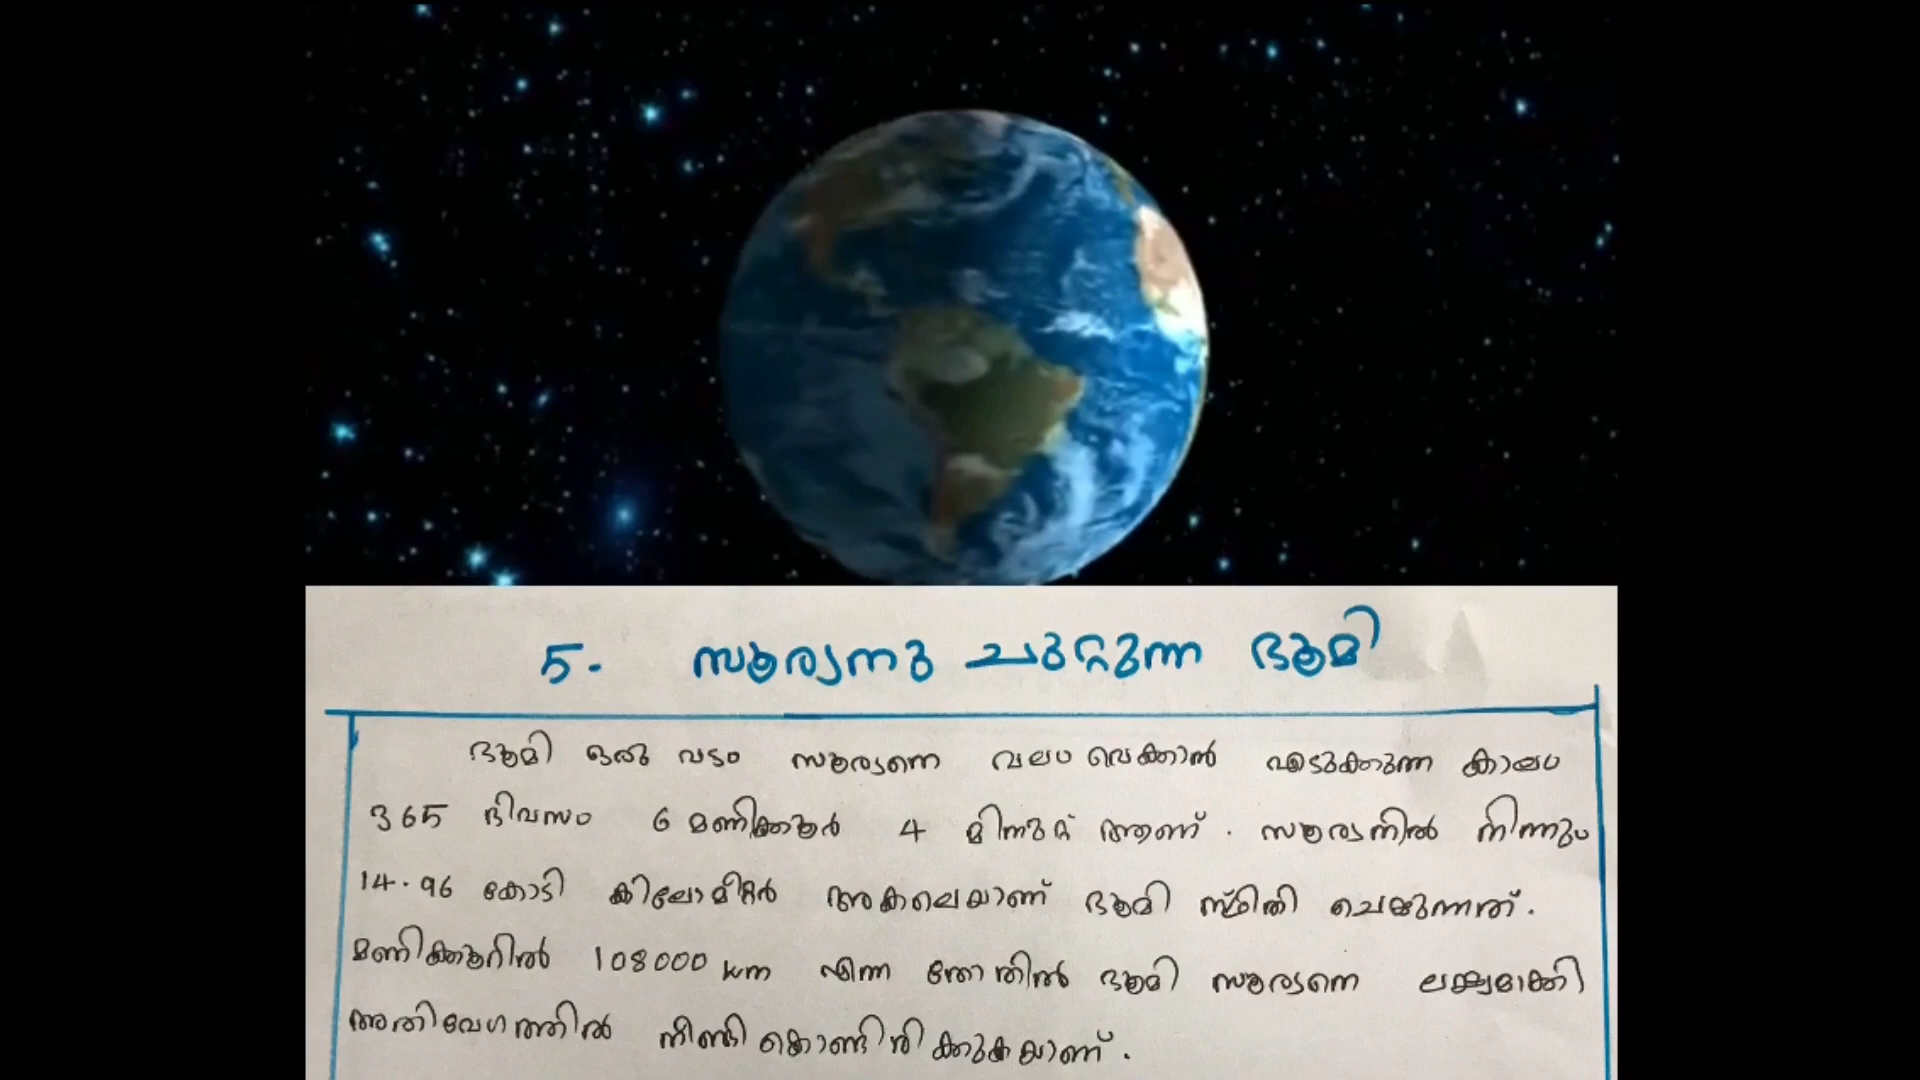 5. സൂര്യനു ചുറ്റുന്ന ഭൂമി
ഭൂമി ഒരു വട്ടം സൂര്യനെ വലം വെക്കാൻ എടുക്കുന്ന കാലം
365 ദിവസം 6 മണിക്കൂർ 4 മിനുറ്റ് ആണ്. സൂര്യനിൽ നിന്നും
14.96 കോടി കിലോമീറ്റർ അകലെയാണ് ഭൂമി സ്ഥിതി ചെയ്യുന്നത്.
മണിക്കൂറിൽ 108000 km എന്ന തോതിൽ ഭൂമി സൂര്യനെ ലക്ഷ്യമാക്കി
അതിവേഗത്തിൽ നീങ്ങി കൊണ്ടിരിക്കുകയാണ്.